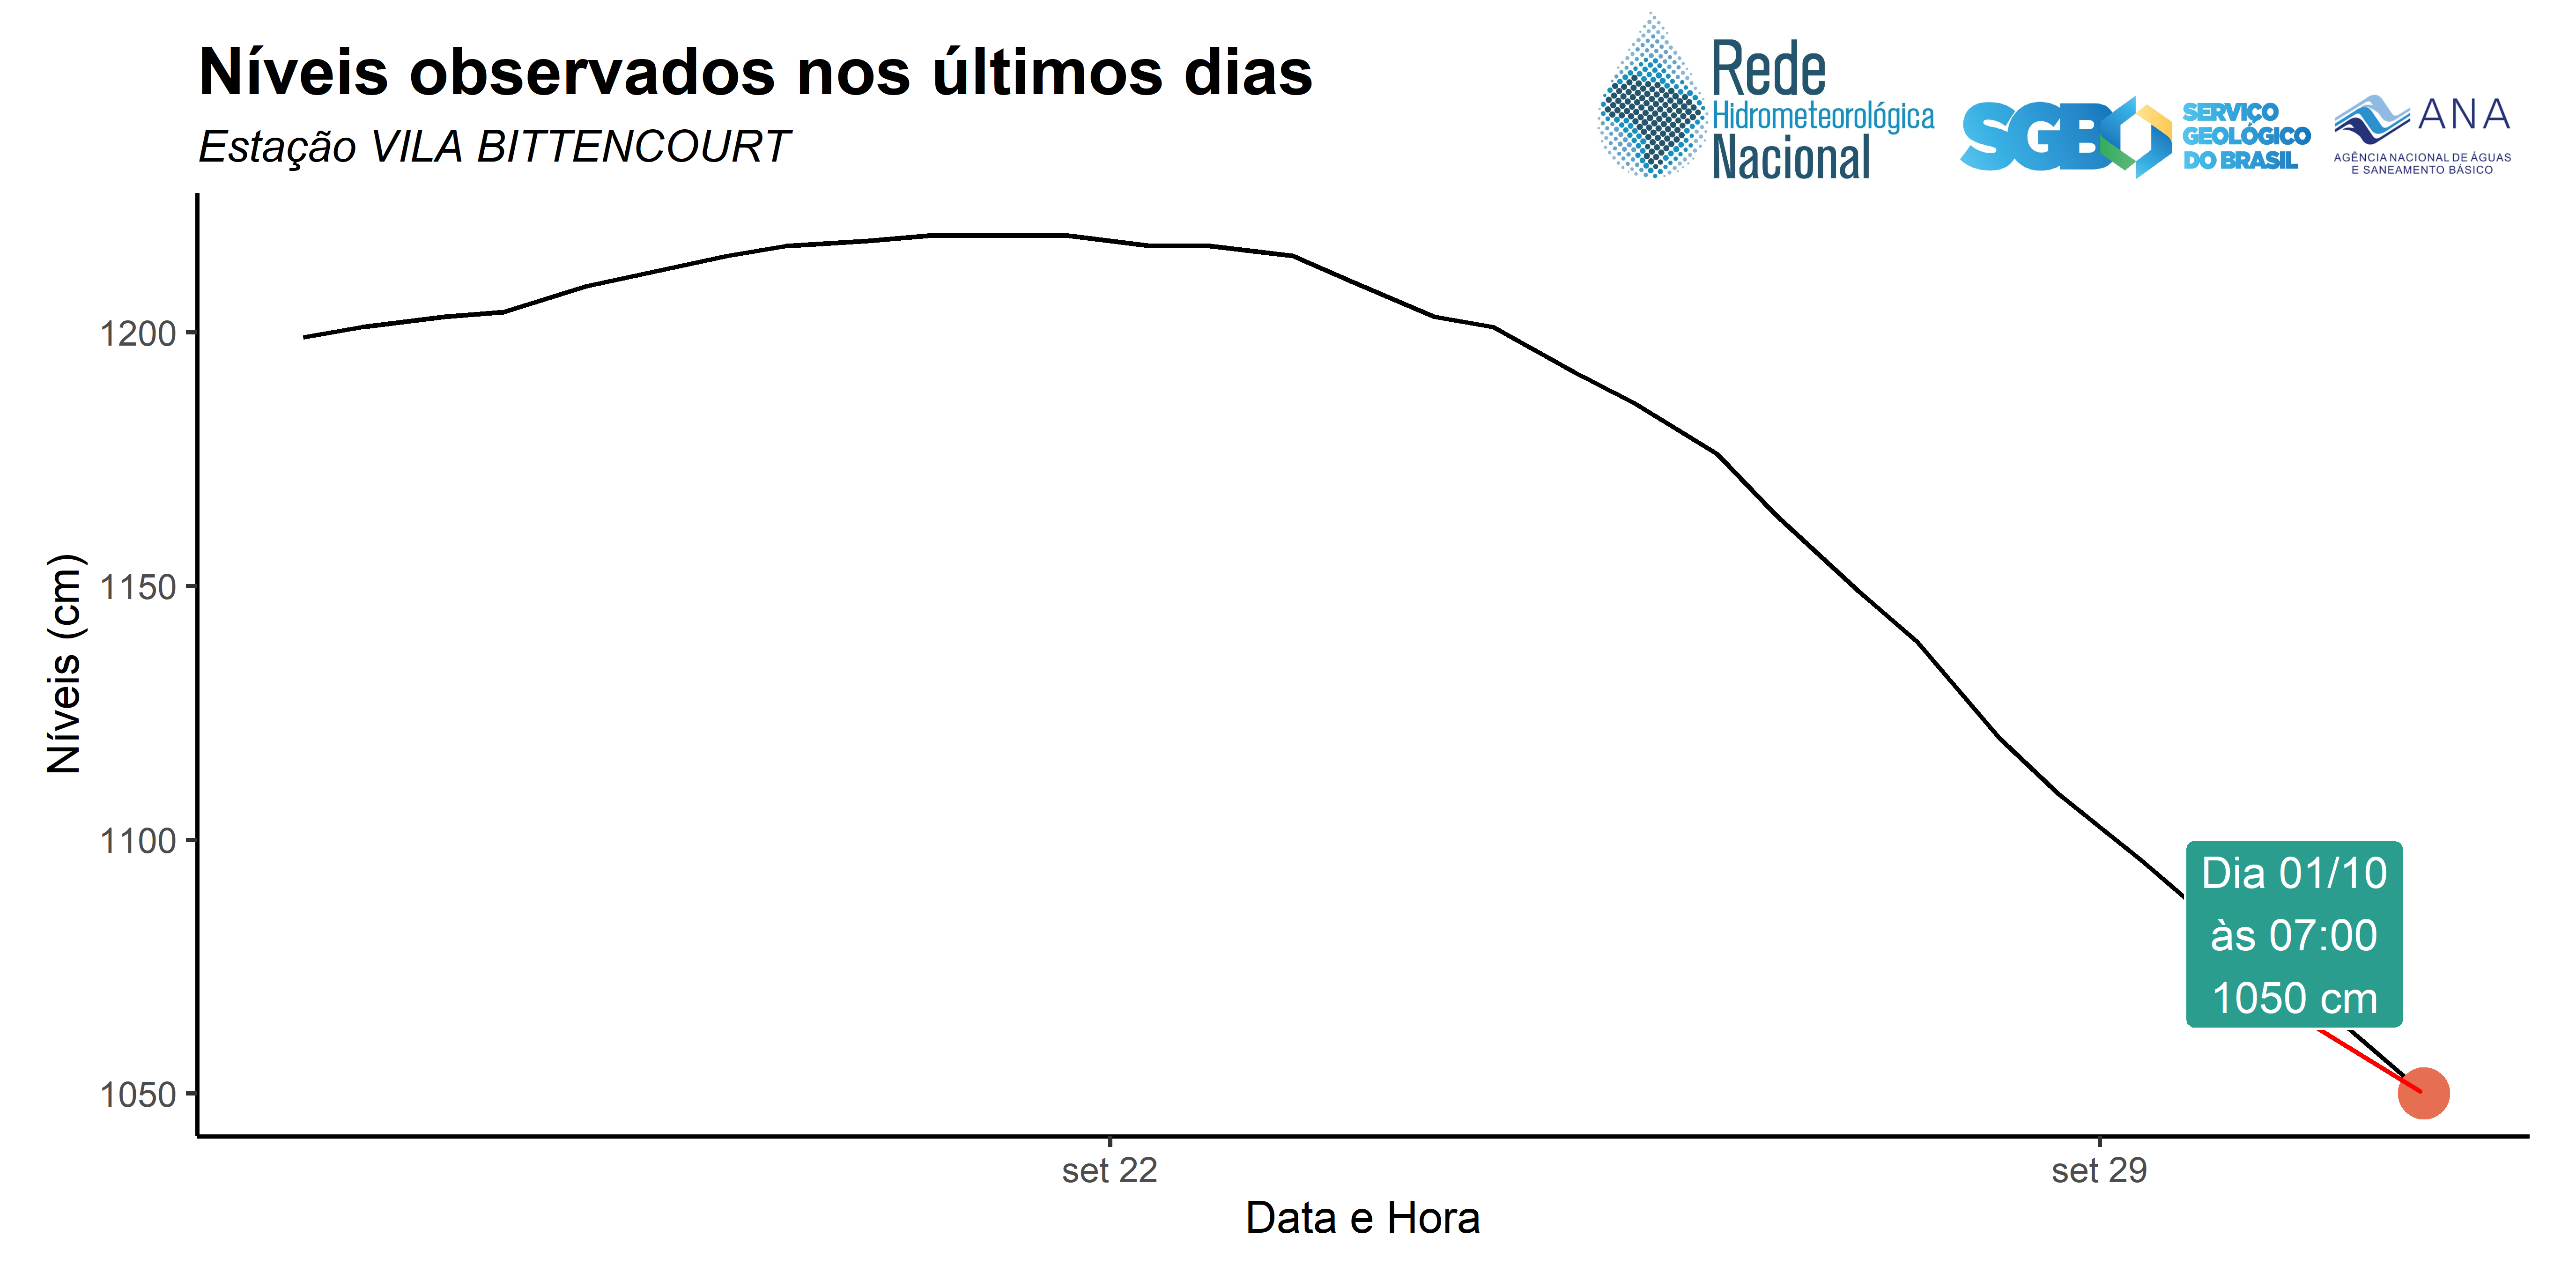 Níveis observados nos últimos dias
Estação VILA BITTENCOURT
Rede
Hidrometeorológica
Nacional
SGB
SERVIÇO
GEOLÓGICO
DO BRASIL
ANA
AGÊNCIA NACIONAL DE ÁGUAS
E SANEAMENTO BÁSICO
Níveis (cm)
1200
1150
1100
1050
Dia 01/10
às 07:00
1050 cm
set 22
set 29
Data e Hora